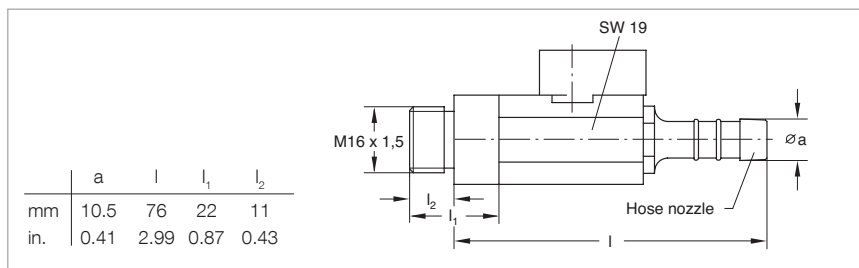 SW 19
M16 x 1,5
Øa
l₂
l₁
Hose nozzle
l
a l l₁ l₂
mm 10.5 76 22 11
in. 0.41 2.99 0.87 0.43